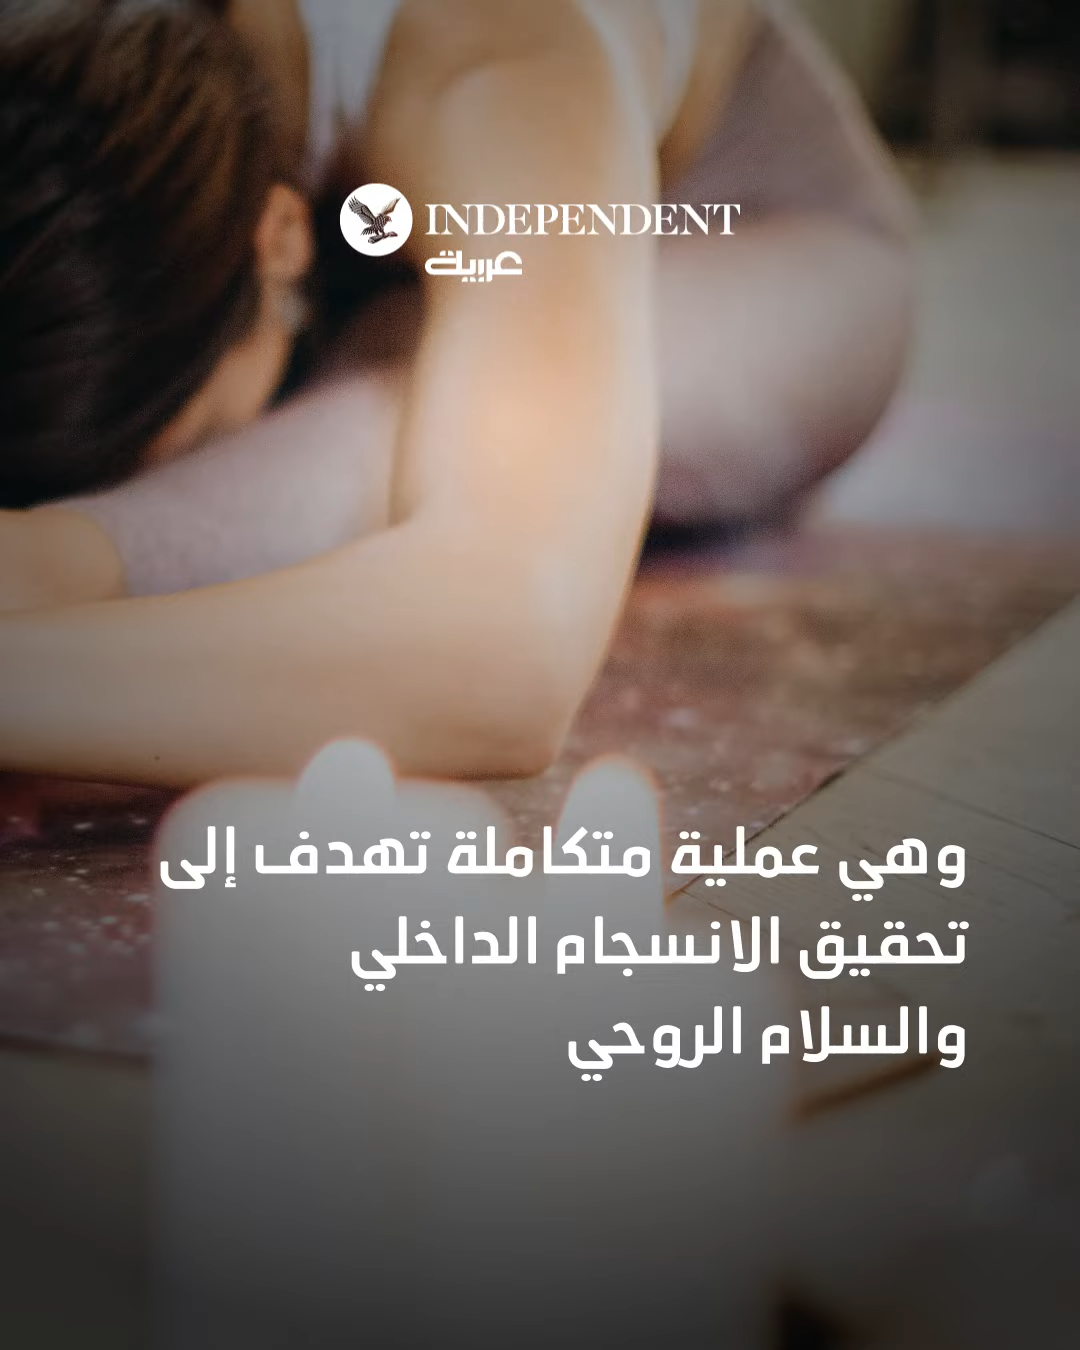 INDEPENDENT
عربية
وهي عملية متكاملة تهدف إلى
تحقيق الانسجام الداخلي
والسلام الروحي